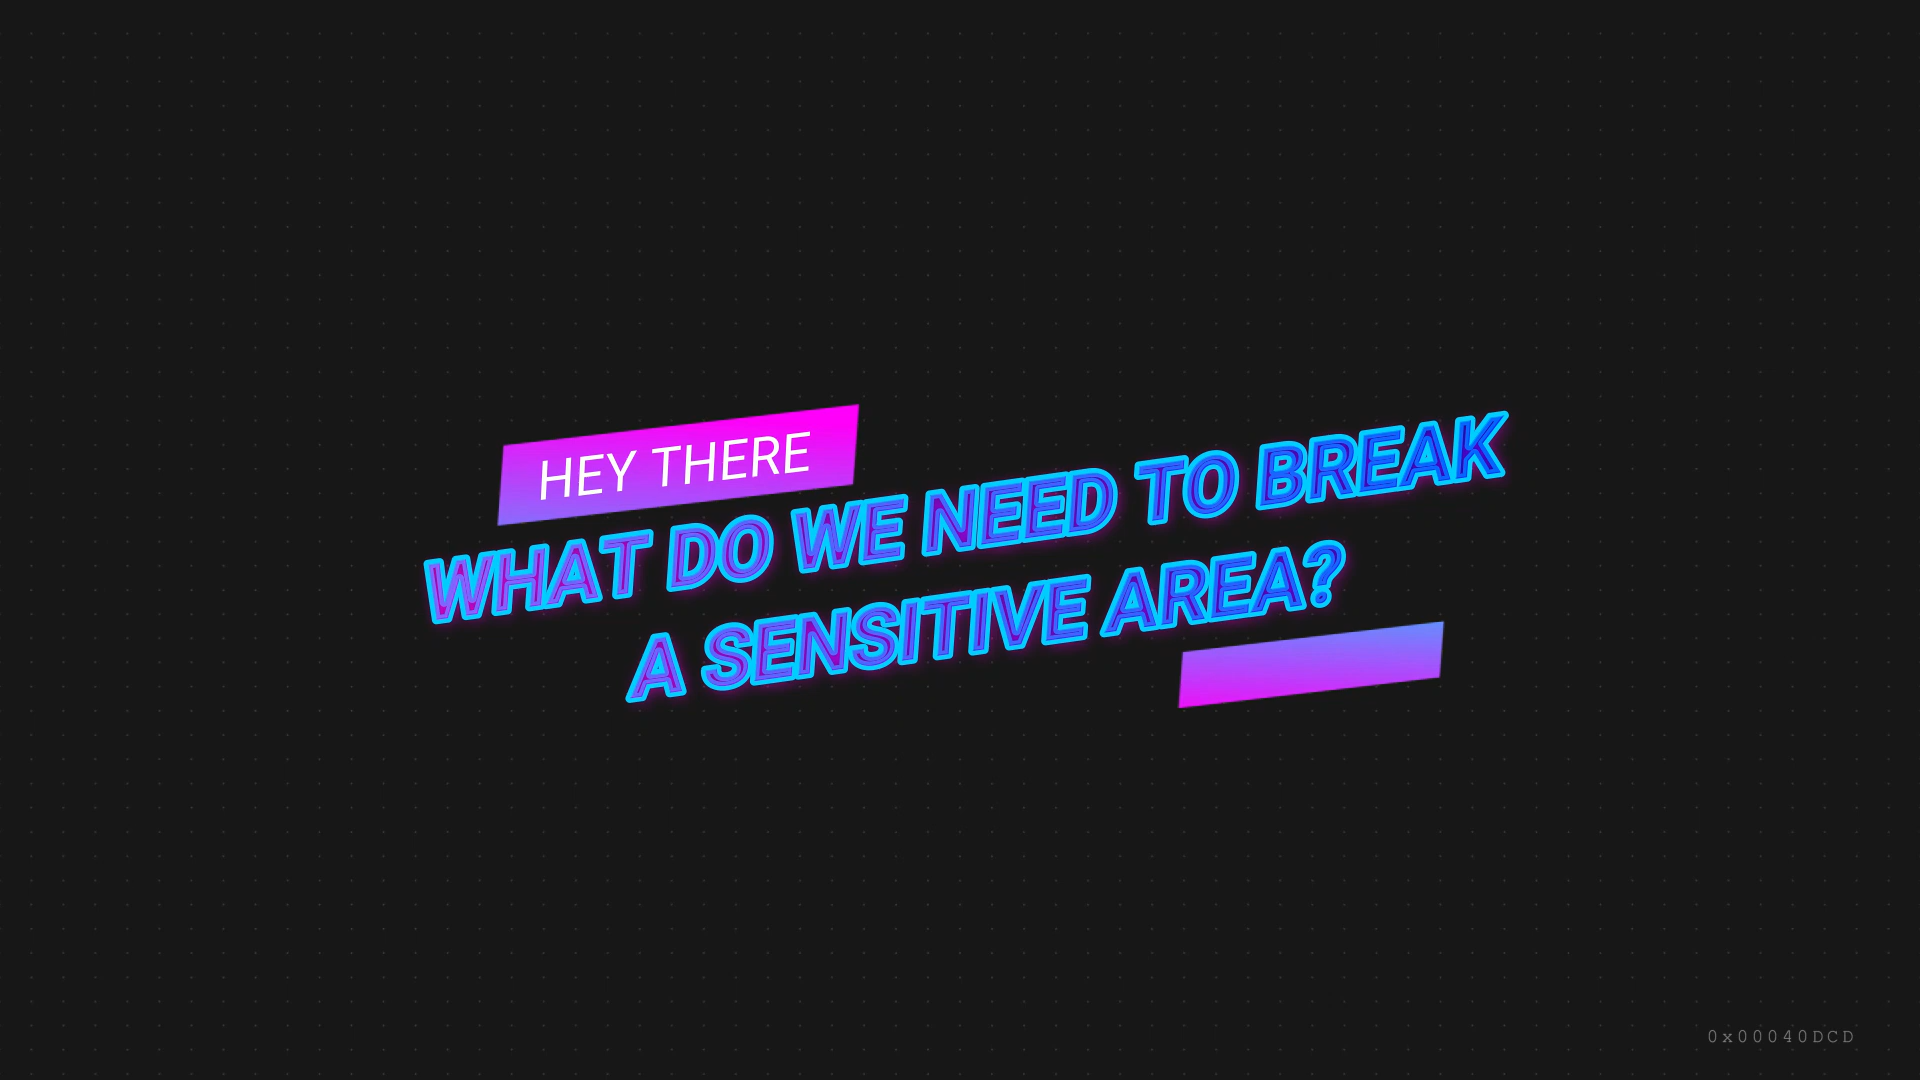 HEY THERE
WHAT DO WE NEED TO BREAK
A SENSITIVE AREA?
0x00040DCD